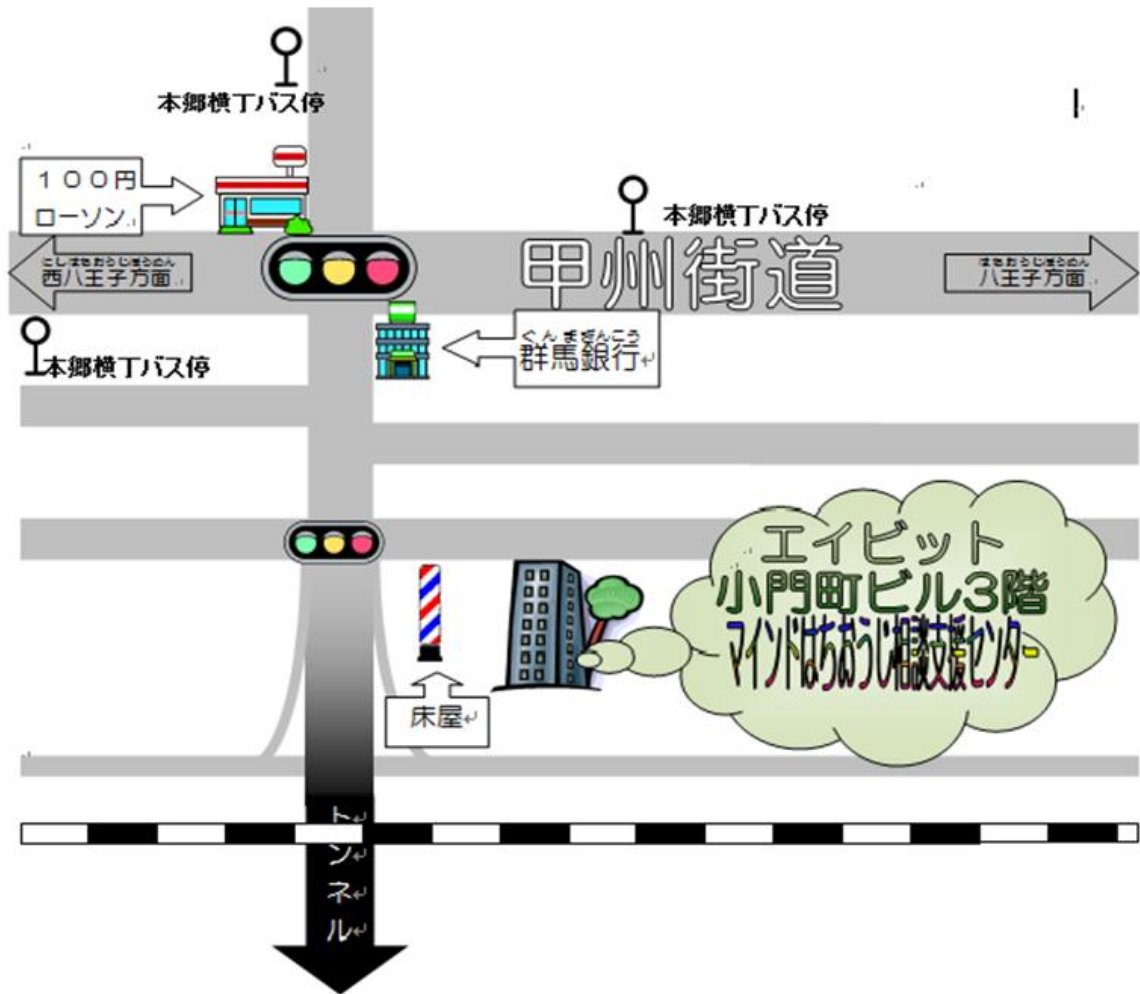 本郷横丁バス停
100円
ローソン
本郷横丁バス停
にしはちおうじほうめん
西八王子方面
甲州街道
はちおうじほうめん
八王子方面
ぐんまぎんこう
群馬銀行
本郷横丁バス停
エイビット
小門町ビル3階
マインドはちおうじ相談支援センター
床屋
トンネル